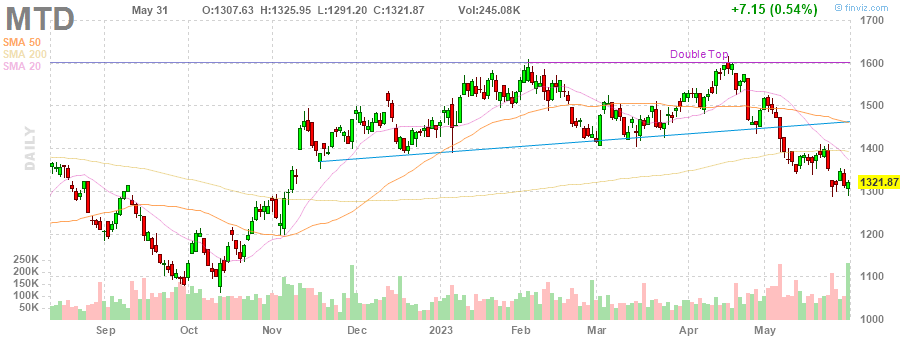 MTD May 31 O:1307.63 H:1325.95 L:1291.20 C:1321.87 Vol:245.08K +7.15 (0.54%) finviz.com
SMA 50
SMA 200
SMA 20
Double Top
DAILY
1700
1600
1500
1400
1321.87
1300
1200
1100
1000
250K
200K
150K
100K
50K
Sep Oct Nov Dec 2023 Feb Mar Apr May